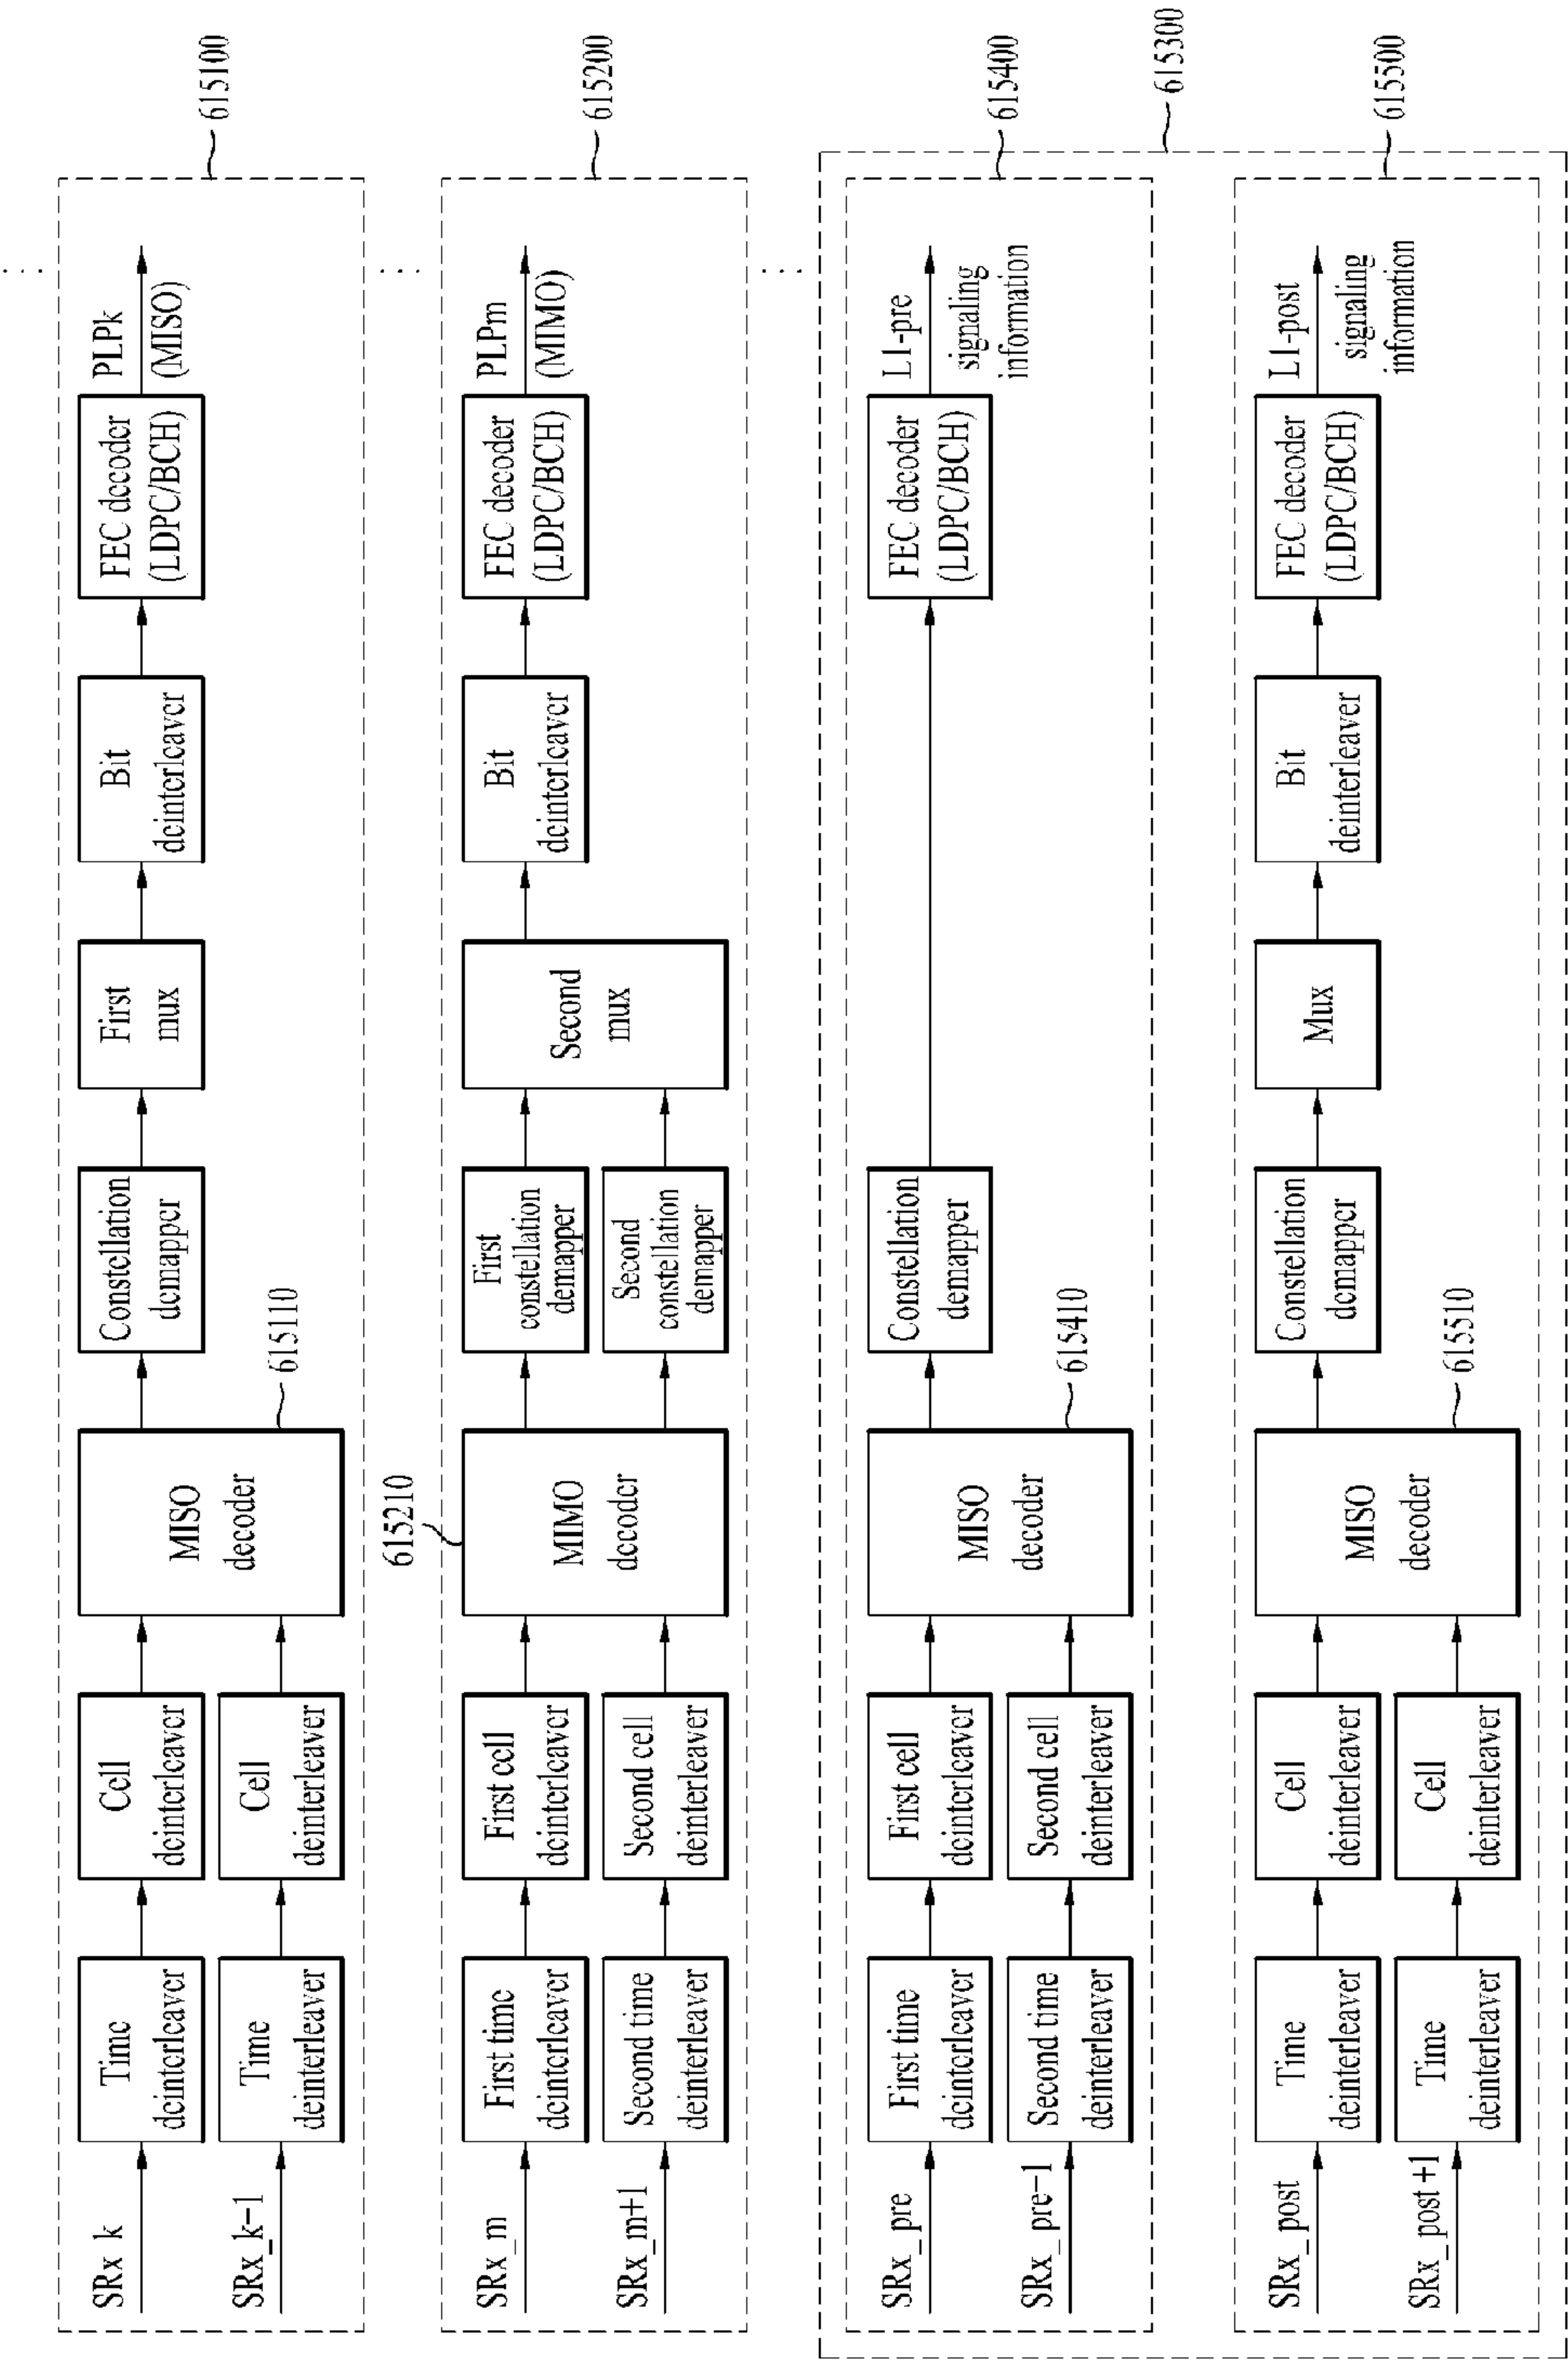 615100
SRx k
Time
deinterleaver
Cell
deinterleaver
SRx_k−1
Time
deinterleaver
Cell
deinterleaver
MISO
decoder
615110
Constellation
demapper
First
mux
Bit
deinterleaver
FEC decoder
(LDPC/BCH)
PLPk
(MISO)
...
615200
SRx_m
First time
deinterleaver
First cell
deinterleaver
SRx_m+1
Second time
deinterleaver
Second cell
deinterleaver
615210
MIMO
decoder
First
constellation
demapper
Second
constellation
demapper
Second
mux
Bit
deinterleaver
FEC decoder
(LDPC/BCH)
PLPm
(MIMO)
...
615300
615400
SRx_pre
First time
deinterleaver
First cell
deinterleaver
SRx_pre−1
Second time
deinterleaver
Second cell
deinterleaver
MISO
decoder
615410
Constellation
demapper
FEC decoder
(LDPC/BCH)
L1-pre
signaling
information
...
615500
SRx_post
Time
deinterleaver
Cell
deinterleaver
SRx_post +1
Time
deinterleaver
Cell
deinterleaver
MISO
decoder
615510
Constellation
demapper
Mux
Bit
deinterleaver
FEC decoder
(LDPC/BCH)
L1-post
signaling
information